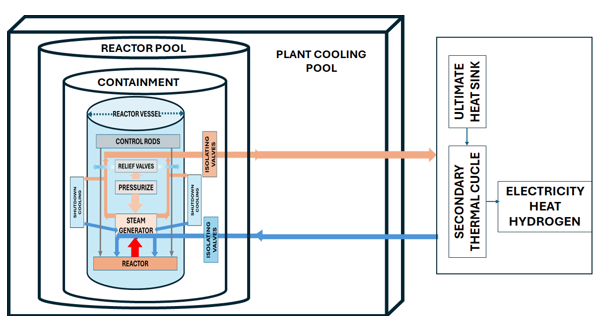 REACTOR POOL
PLANT COOLING
POOL
CONTAINMENT
REACTOR VESSEL
CONTROL RODS
RELIEF VALVES
PRESSURIZE
STEAM
GENERATOR
REACTOR
SHUTDOWN
COOLING
SHUTDOWN
COOLING
ISOLATING
VALVES
ISOLATING
VALVES
ULTIMATE
HEAT SINK
SECONDARY
THERMAL CUCLE
ELECTRICITY
HEAT
HYDROGEN